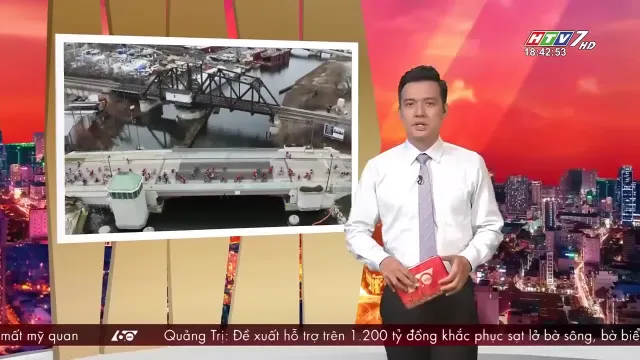 HTV7 HD
18:42:53
mất mỹ quan
Quảng Trị: Đề xuất hỗ trợ trên 1.200 tỷ đồng khắc phục sạt lở bờ sông, bờ biể